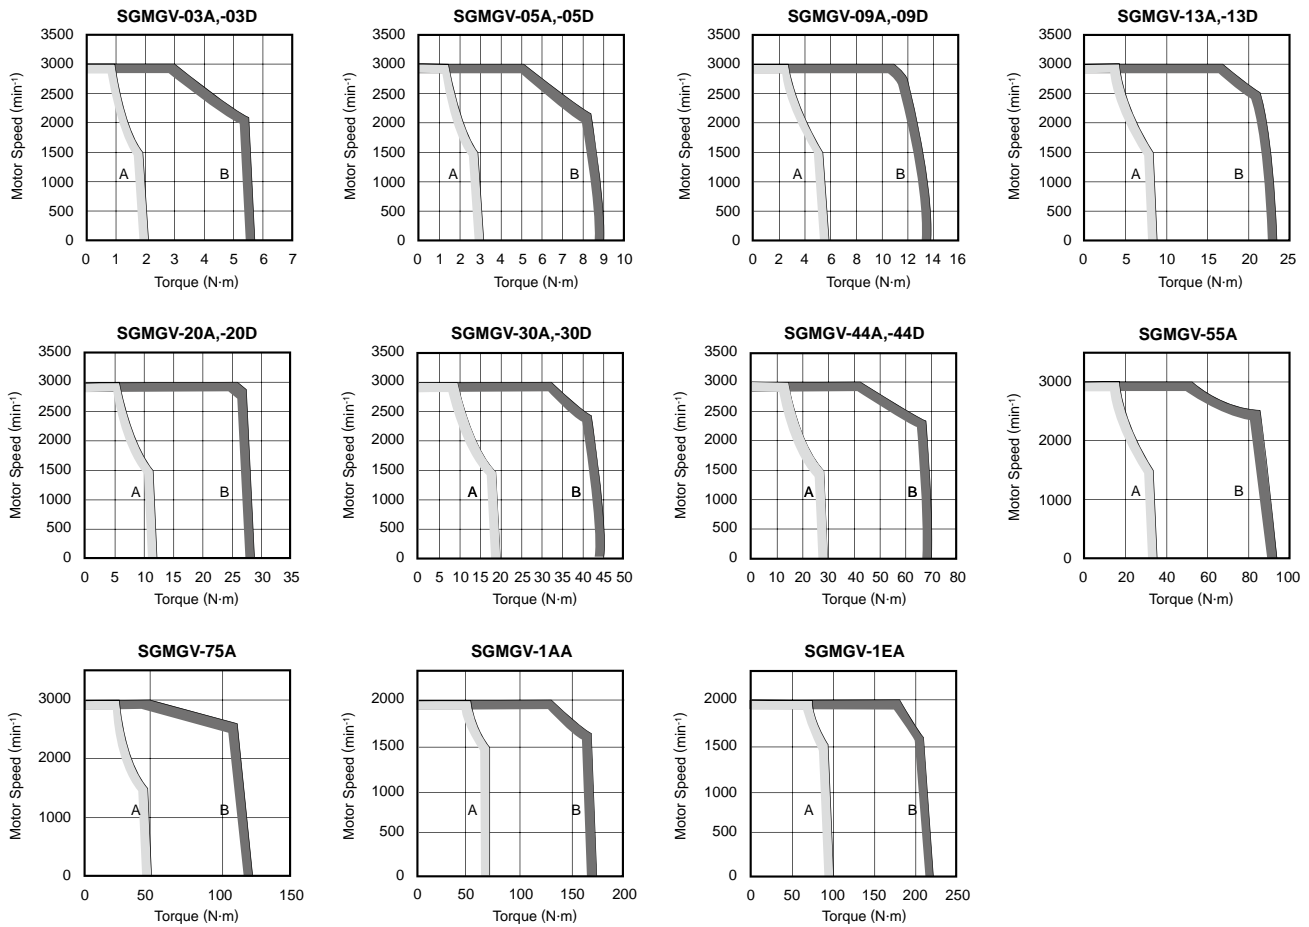 SGMGV-03A,-03D
3500
3000
2500
2000
1500
1000
500
0
Motor Speed (min-1)
A
B
0 1 2 3 4 5 6 7
Torque (N·m)
SGMGV-05A,-05D
3500
3000
2500
2000
1500
1000
500
0
Motor Speed (min-1)
A
B
0 1 2 3 4 5 6 7 8 9 10
Torque (N·m)
SGMGV-09A,-09D
3500
3000
2500
2000
1500
1000
500
0
Motor Speed (min-1)
A
B
0 2 4 6 8 10 12 14 16
Torque (N·m)
SGMGV-13A,-13D
3500
3000
2500
2000
1500
1000
500
0
Motor Speed (min-1)
A
B
0 5 10 15 20 25
Torque (N·m)
SGMGV-20A,-20D
3500
3000
2500
2000
1500
1000
500
0
Motor Speed (min-1)
A
B
0 5 10 15 20 25 30 35
Torque (N·m)
SGMGV-30A,-30D
3500
3000
2500
2000
1500
1000
500
0
Motor Speed (min-1)
A
B
0 5 10 15 20 25 30 35 40 45 50
Torque (N·m)
SGMGV-44A,-44D
3500
3000
2500
2000
1500
1000
500
0
Motor Speed (min-1)
A
B
0 10 20 30 40 50 60 70 80
Torque (N·m)
SGMGV-55A
3000
2000
1000
0
Motor Speed (min-1)
A
B
0 20 40 60 80 100
Torque (N·m)
SGMGV-75A
3000
2000
1000
0
Motor Speed (min-1)
A
B
0 50 100 150
Torque (N·m)
SGMGV-1AA
2000
1500
1000
500
0
Motor Speed (min-1)
A
B
0 50 100 150 200
Torque (N·m)
SGMGV-1EA
2000
1500
1000
500
0
Motor Speed (min-1)
A
B
0 50 100 150 200 250
Torque (N·m)